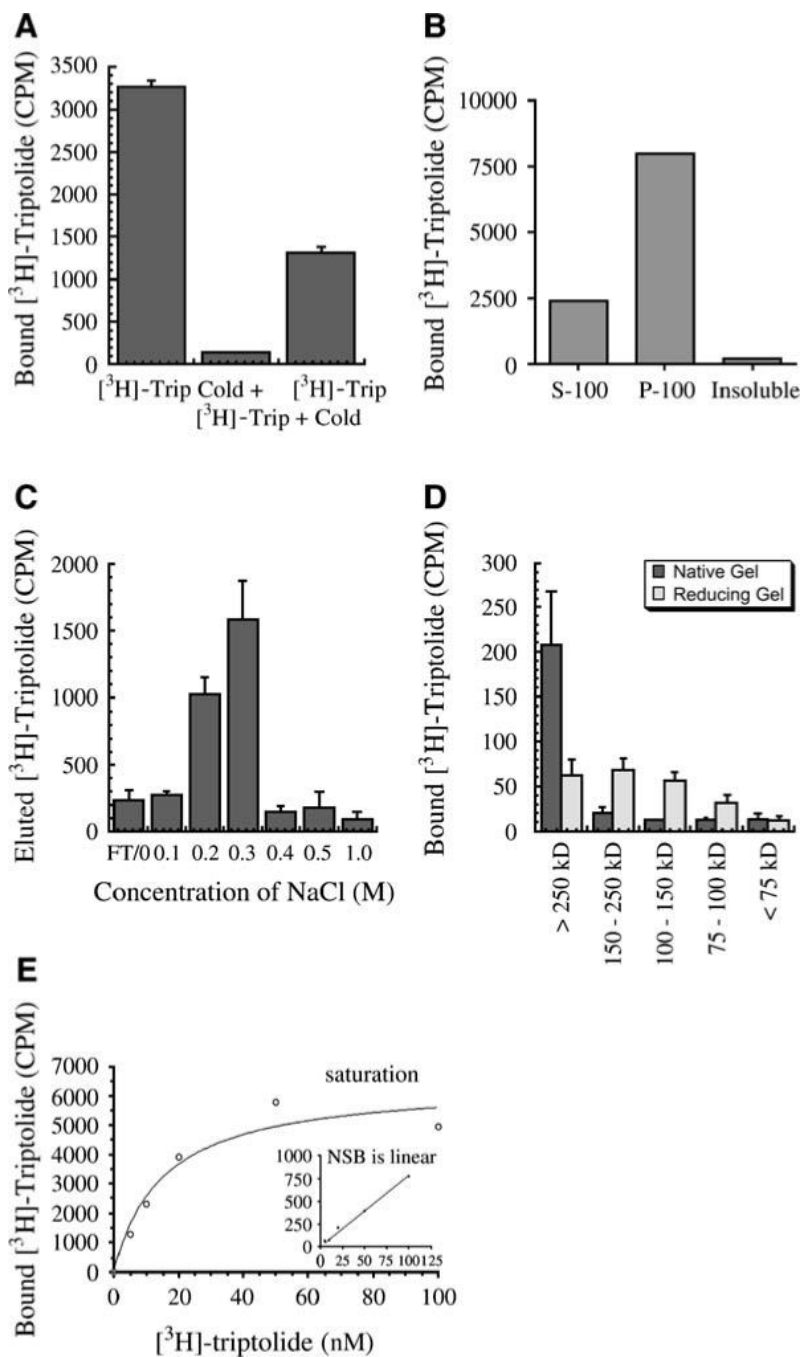 A
Bound [³H]-Triptolide (CPM)
3500
3000
2500
2000
1500
1000
500
0
[³H]-Trip Cold + [³H]-Trip
[³H]-Trip + Cold
B
Bound [³H]-Triptolide (CPM)
10000
7500
5000
2500
0
S-100 P-100 Insoluble
C
Eluted [³H]-Triptolide (CPM)
2000
1500
1000
500
0
FT/0 0.1 0.2 0.3 0.4 0.5 1.0
Concentration of NaCl (M)
D
Bound [³H]-Triptolide (CPM)
300
250
200
150
100
50
0
Native Gel
Reducing Gel
> 250 kD
150 - 250 kD
100 - 150 kD
75 - 100 kD
< 75 kD
E
Bound [³H]-Triptolide (CPM)
7000
6000
5000
4000
3000
2000
1000
0
saturation
NSB is linear
1000
750
500
250
0
0 25 50 75 100 125
0 20 40 60 80 100
[³H]-triptolide (nM)